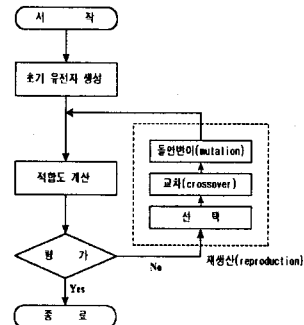 시 작
초기 유전자 생성
돌연변이(mutation)
교차(crossover)
선 택
적합도 계산
평 가
No
재생산(reproduction)
Yes
종 료